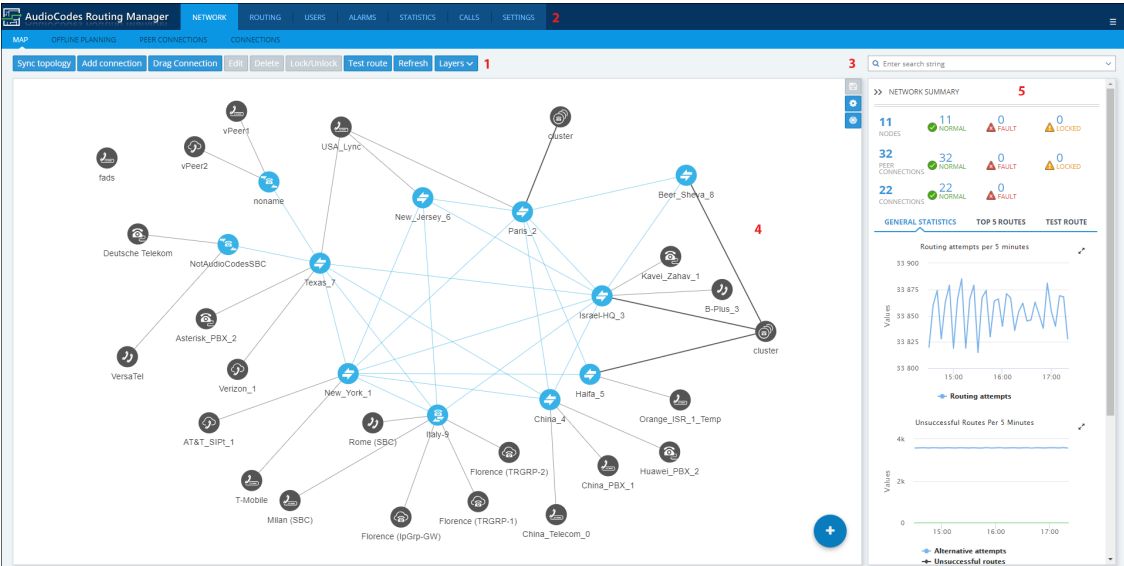 AudioCodes Routing Manager NETWORK ROUTING USERS ALARMS STATISTICS CALLS SETTINGS 2
MAP OFFLINE PLANNING PEER CONNECTIONS CONNECTIONS
Sync topology Add connection Drag Connection Edit Delete Lock/Unlock Test route Refresh Layers 1 3 Enter search string
NETWORK SUMMARY 5
11 NODES 11 NORMAL 0 FAULT 0 LOCKED
32 PEER CONNECTIONS 32 NORMAL 0 FAULT 0 LOCKED
22 CONNECTIONS 22 NORMAL 0 FAULT
GENERAL STATISTICS TOP 5 ROUTES TEST ROUTE
Routing attempts per 5 minutes
33 900
33 875
33 850
33 825
33 800
Values
15:00 16:00 17:00
Routing attempts
Unsuccessful Routes Per 5 Minutes
4k
2k
0
Values
15:00 16:00 17:00
Alternative attempts
Unsuccessful routes
vPeer1
cluster
USA_Lync
vPeer2
fads
noname
Beer_Sheva_8
New_Jersey_6
Paris_2
4
Deutsche Telekom
NotAudioCodesSBC
Kavei_Zahav_1
Texas_7
B-Plus_3
Israel-HQ_3
Asterisk_PBX_2
cluster
VersaTel
Verizon_1
New_York_1
Haifa_5
Orange_ISR_1_Temp
China_4
Italy-9
AT&T_SIPt_1
Rome (SBC)
Florence (TRGRP-2)
Huawei_PBX_2
China_PBX_1
T-Mobile
Milan (SBC)
Florence (TRGRP-1)
China_Telecom_0
Florence (IpGrp-GW)